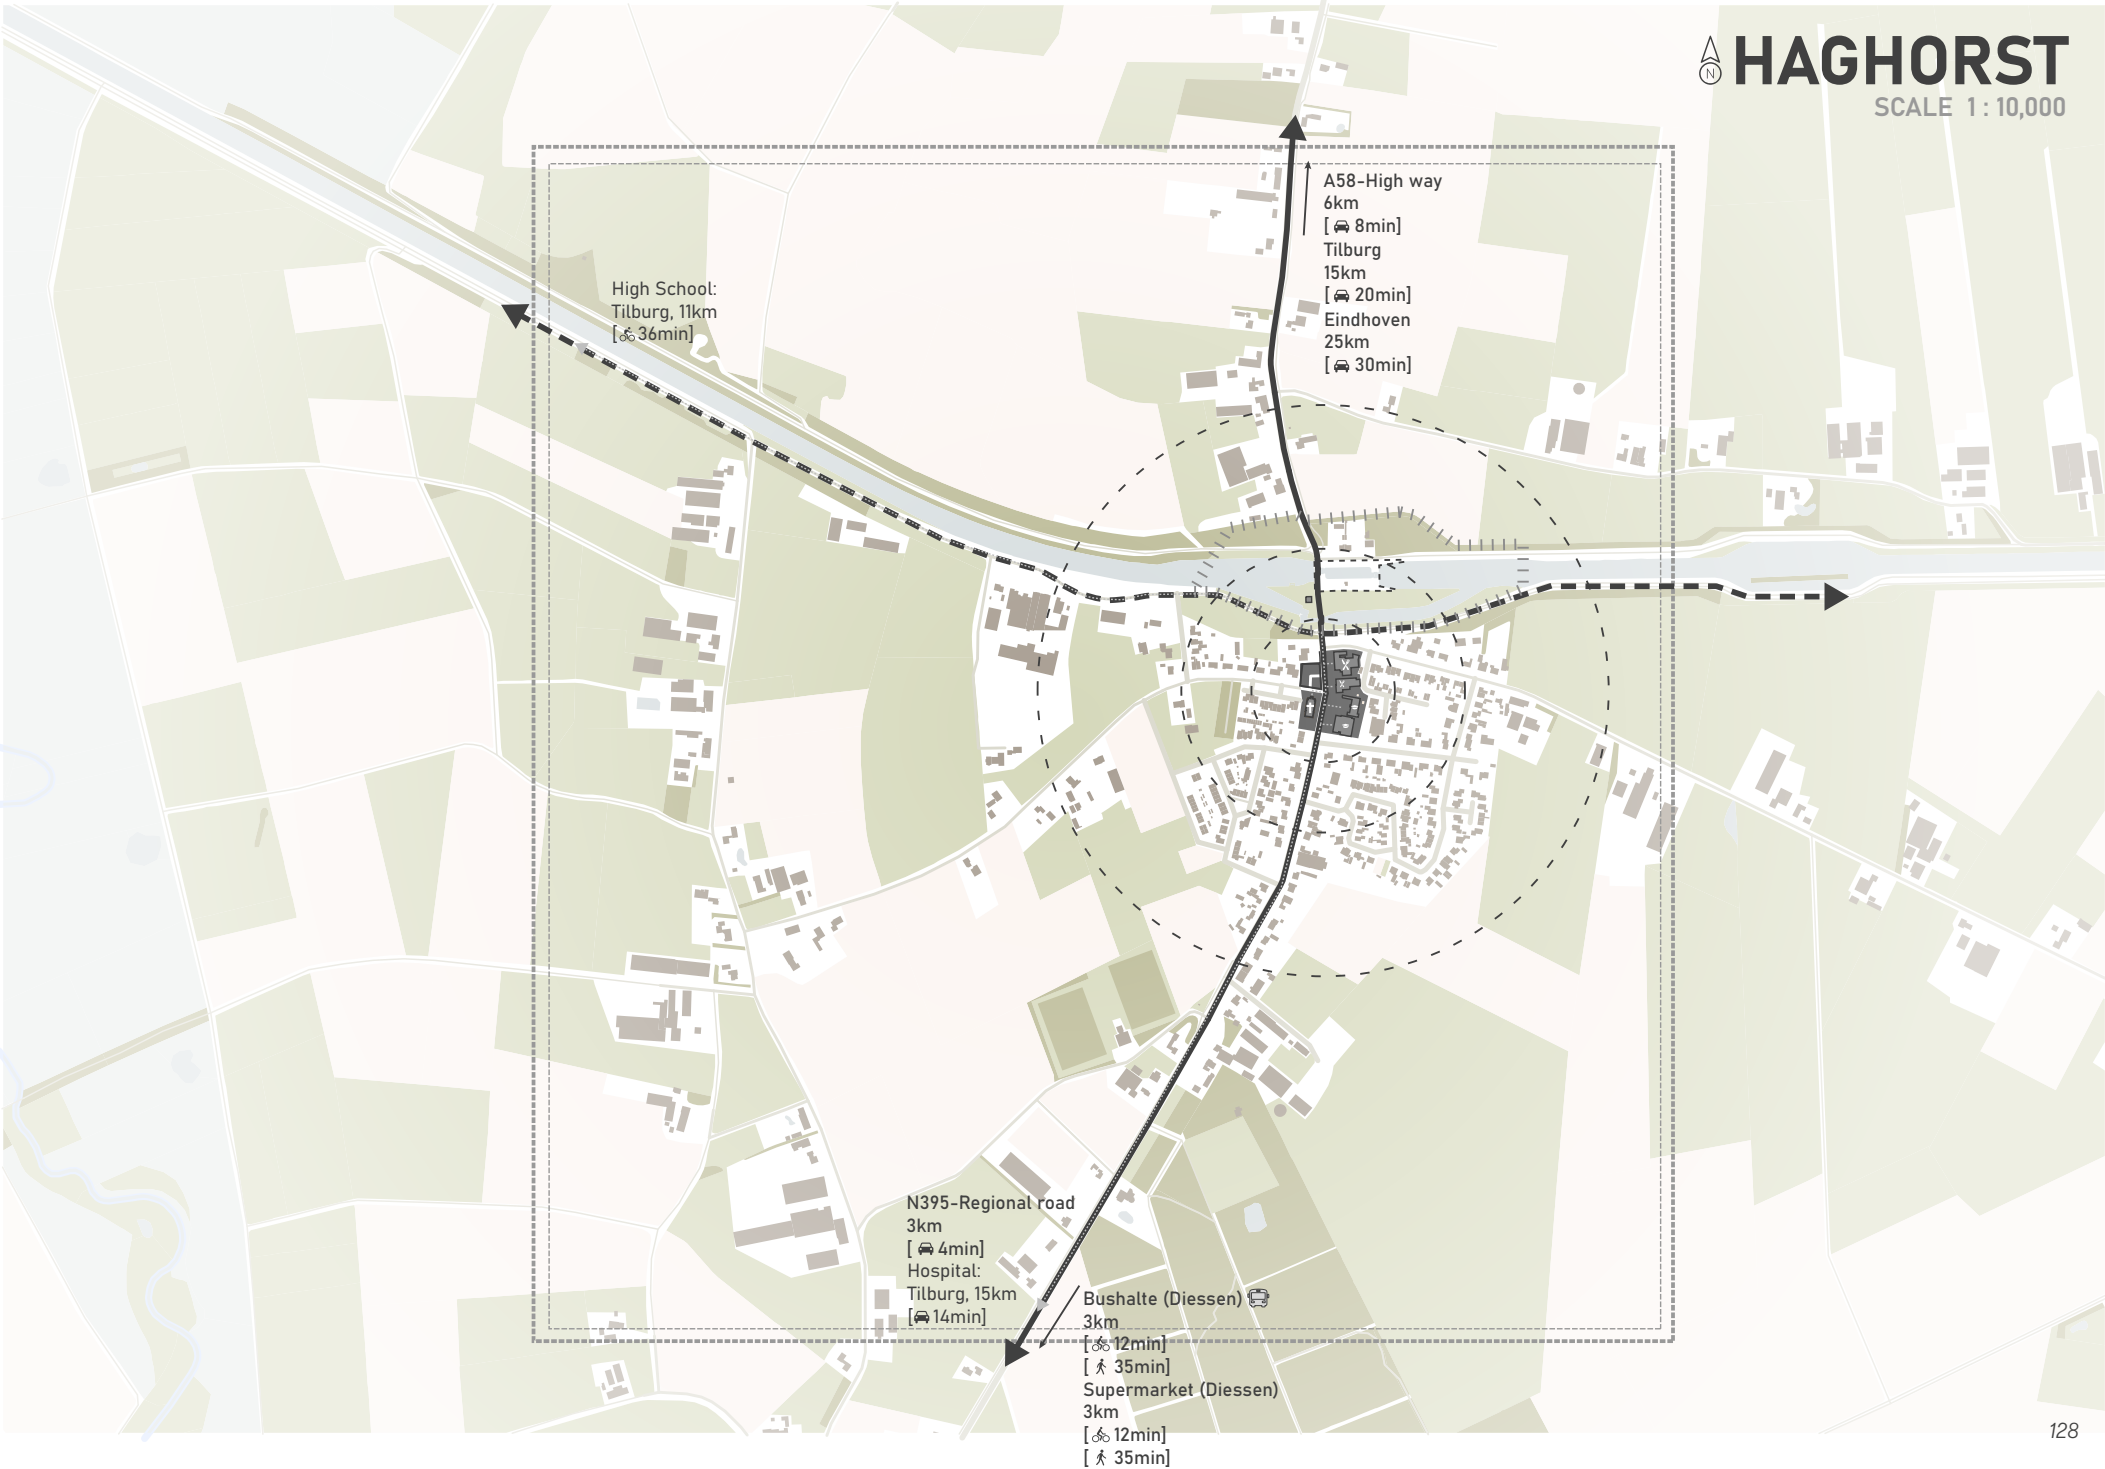 N
HAGHORST
SCALE 1 : 10,000
A58-High way
6km
[ 8min]
Tilburg
15km
[ 20min]
Eindhoven
25km
[ 30min]
High School:
Tilburg, 11km
[ 36min]
N395-Regional road
3km
[ 4min]
Hospital:
Tilburg, 15km
[ 14min]
Bushalte (Diessen)
3km
[ 12min]
[ 35min]
Supermarket (Diessen)
3km
[ 12min]
[ 35min]
128